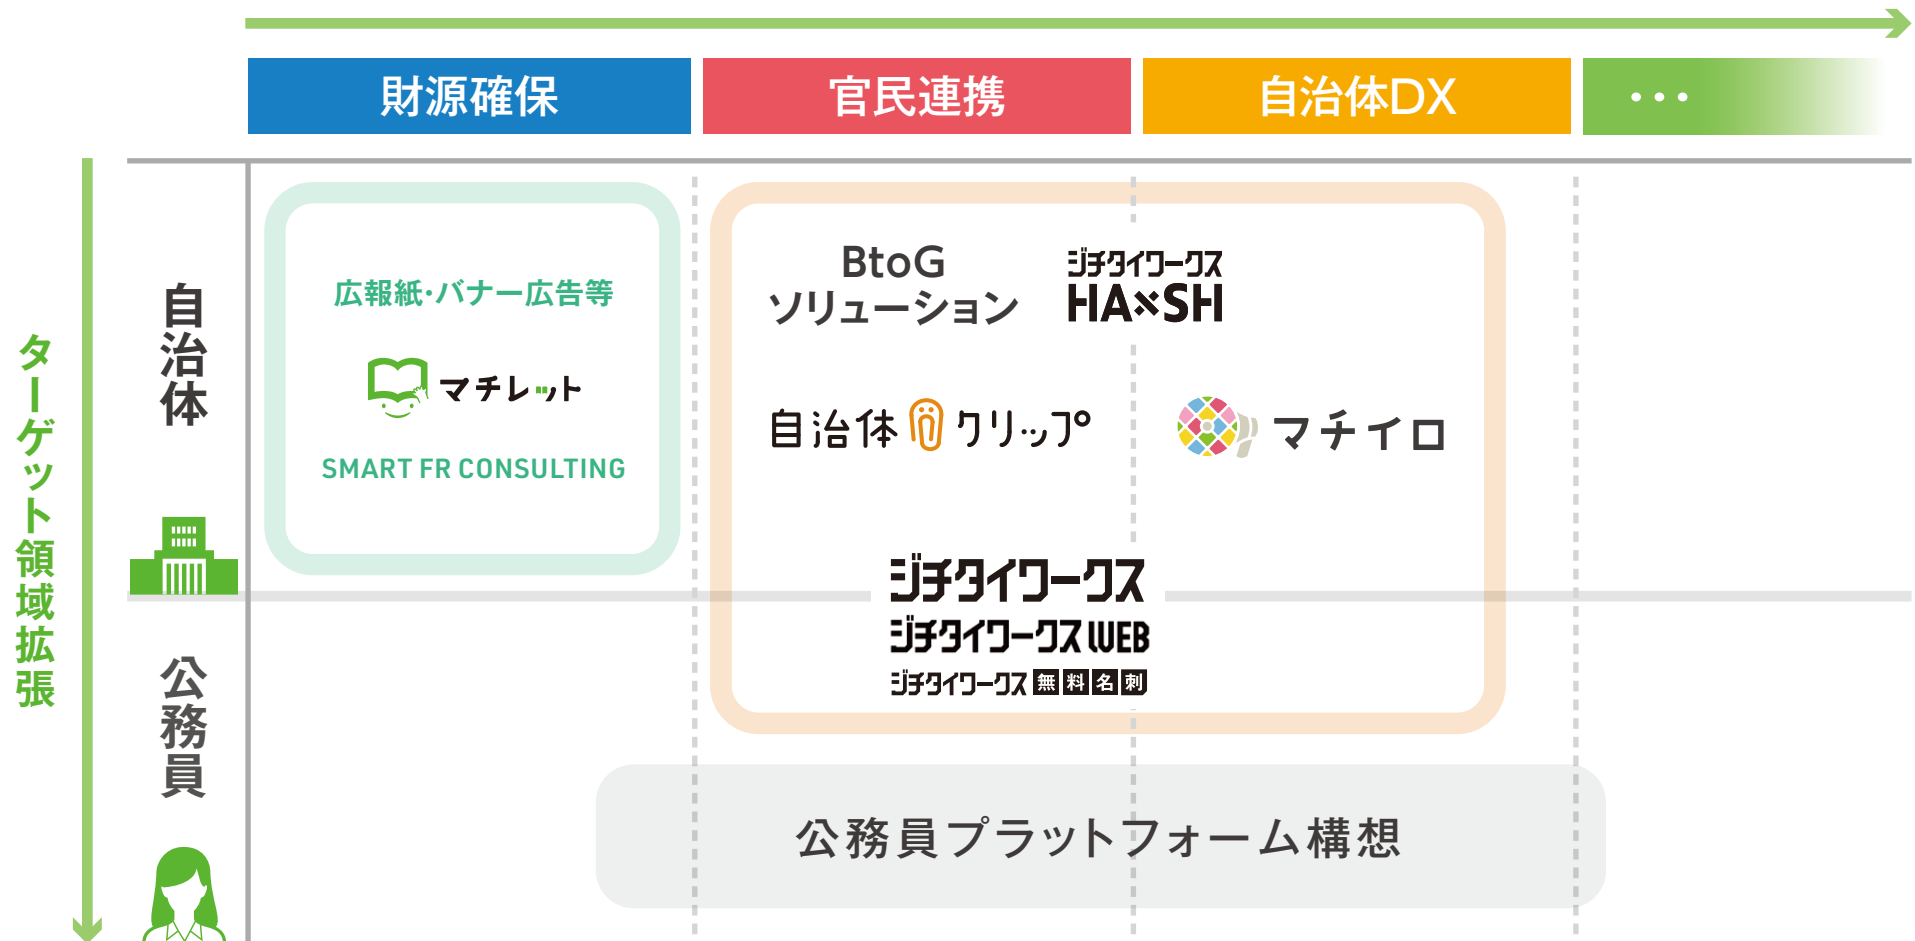 財源確保
官民連携
自治体DX
•••
ターゲット領域拡張
自治体
公務員
広報紙・バナー広告等
マチレット
SMART FR CONSULTING
BtoG
ソリューション
ジチタイワークス
HA×SH
自治体クリップ
マチイロ
ジチタイワークス
ジチタイワークス WEB
ジチタイワークス 無料名刺
公務員プラットフォーム構想